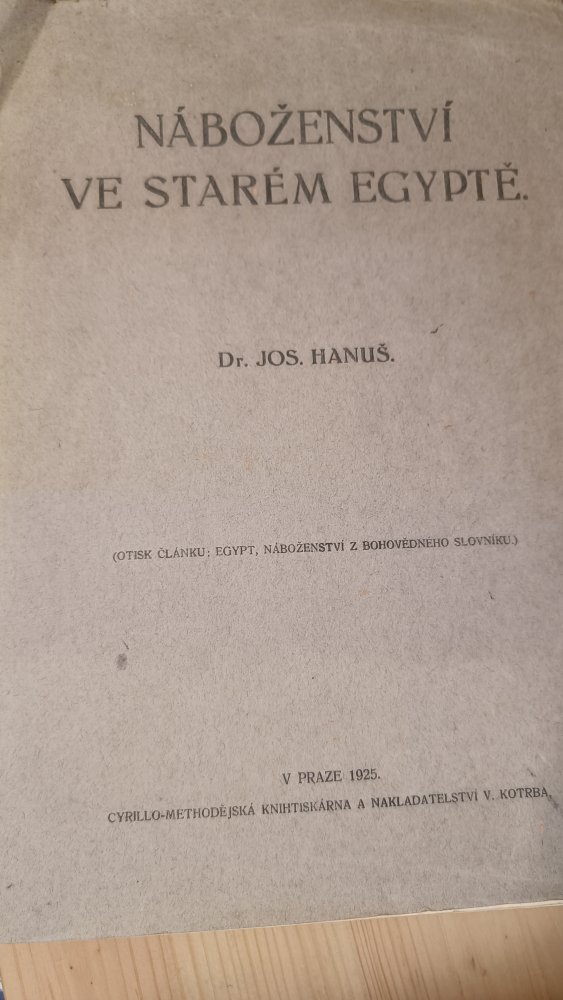 NÁBOŽENSTVÍ
VE STARÉM EGYPTĚ.
Dr. JOS. HANUŠ.
(OTISK ČLÁNKU: EGYPT, NÁBOŽENSTVÍ Z BOHOVĚDNÉHO SLOVNÍKU.)
V PRAZE 1925.
CYRILLO-METHODĚJSKÁ KNIHTISKÁRNA A NAKLADATELSTVÍ V. KOTRBA.